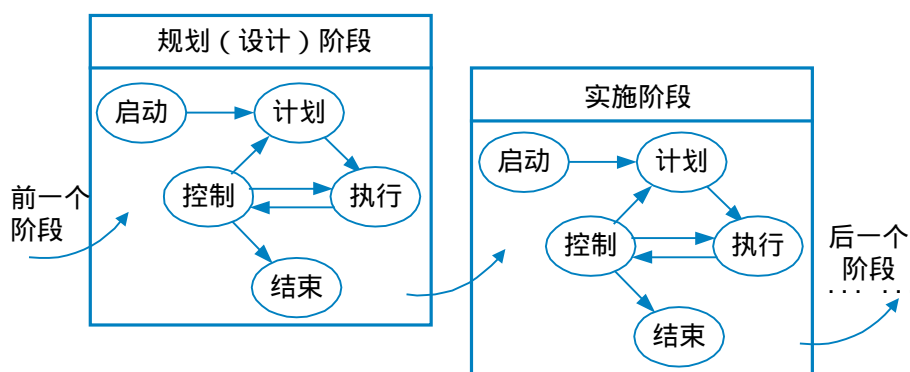 规划（设计）阶段
启动
计划
控制
执行
结束
前一个
阶段
实施阶段
启动
计划
控制
执行
结束
后一个
阶段
… ‥